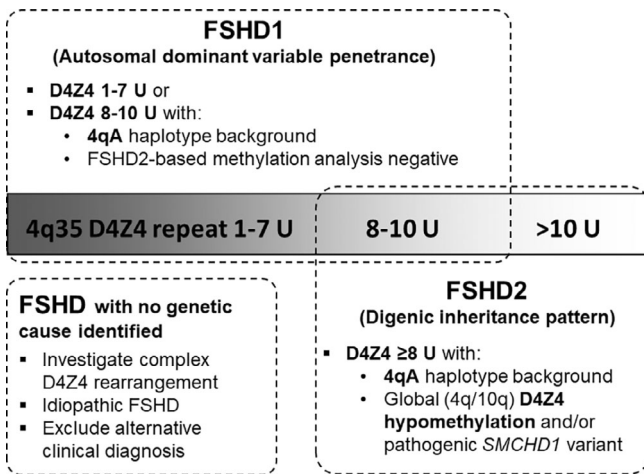 FSHD1
(Autosomal dominant variable penetrance)
▪ D4Z4 1-7 U or
▪ D4Z4 8-10 U with:
• 4qA haplotype background
• FSHD2-based methylation analysis negative
4q35 D4Z4 repeat 1-7 U 8-10 U >10 U
FSHD with no genetic
cause identified
▪ Investigate complex
D4Z4 rearrangement
▪ Idiopathic FSHD
▪ Exclude alternative
clinical diagnosis
FSHD2
(Digenic inheritance pattern)
▪ D4Z4 ≥8 U with:
• 4qA haplotype background
• Global (4q/10q) D4Z4
hypomethylation and/or
pathogenic SMCHD1 variant